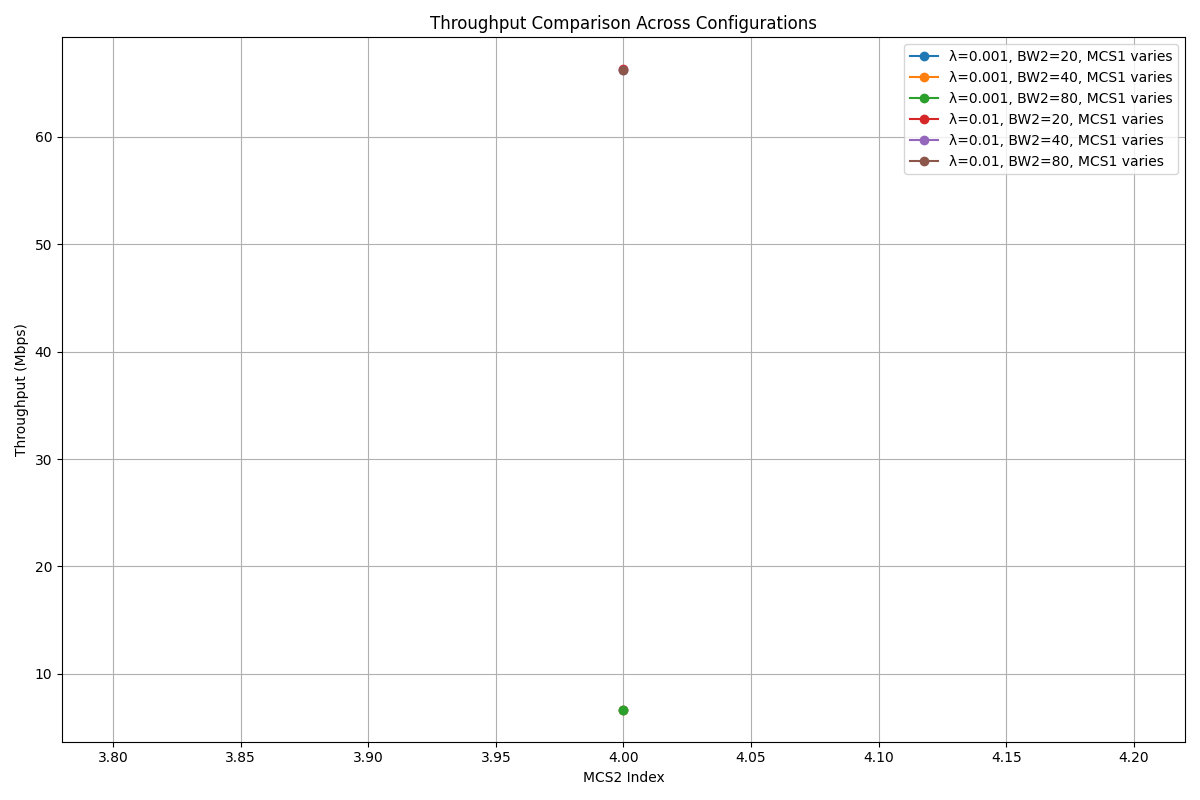 Throughput Comparison Across Configurations
λ=0.001, BW2=20, MCS1 varies
λ=0.001, BW2=40, MCS1 varies
λ=0.001, BW2=80, MCS1 varies
λ=0.01, BW2=20, MCS1 varies
λ=0.01, BW2=40, MCS1 varies
λ=0.01, BW2=80, MCS1 varies
Throughput (Mbps)
60
50
40
30
20
10
3.80 3.85 3.90 3.95 4.00 4.05 4.10 4.15 4.20
MCS2 Index